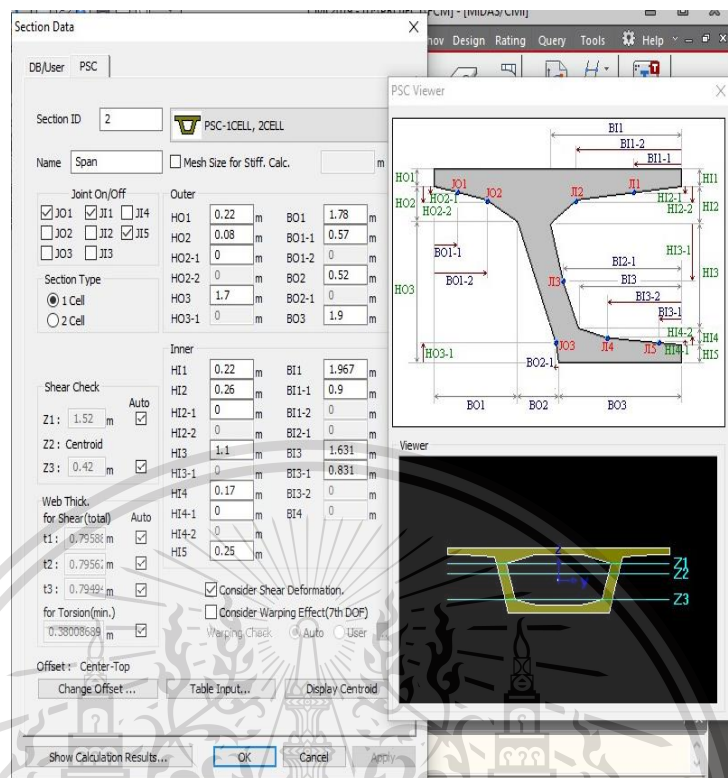 [MIDAS/Civil]
Section Data X
nov Design Rating Query Tools Help
DB/User PSC
Section ID 2 PSC-1CELL, 2CELL
Name Span Mesh Size for Stiff. Calc. m
Joint On/Off
JO1 JI1 JI4
JO2 JI2 JI5
JO3 JI3
Section Type
1 Cell
2 Cell
Outer
HO1 0.22 m BO1 1.78 m
HO2 0.08 m BO1-1 0.57 m
HO2-1 0 m BO1-2 0 m
HO2-2 0 m BO2 0.52 m
HO3 1.7 m BO2-1 0 m
HO3-1 0 m BO3 1.9 m
Inner
HI1 0.22 m BI1 1.967 m
HI2 0.26 m BI1-1 0.9 m
HI2-1 0 m BI1-2 0 m
HI2-2 0 m BI2-1 0 m
HI3 1.1 m BI3 1.631 m
HI3-1 0 m BI3-1 0.831 m
HI4 0.17 m BI3-2 0 m
HI4-1 0 m BI4 0 m
HI4-2 0 m
HI5 0.25 m
Shear Check
Auto
Z1 : 1.52 m
Z2 : Centroid
Z3 : 0.42 m
Web Thick.
for Shear(total) Auto
t1 : m
t2 : m
t3 : m
for Torsion(min.)
0.38008689 m
Consider Shear Deformation.
Consider Warping Effect(7th DOF)
Warping Check Auto User
Offset : Center-Top
Change Offset ... Table Input... Display Centroid
Show Calculation Results... OK Cancel Apply
PSC Viewer X
BI1
BI1-2
BI1-1
HO1 JO1 JO2 JI2 JI1 HI1
HO2 HO2-1 HI2-1 HI2
HO2-2 HI2-2
BO1-1 HI3-1
BI2-1
BO1-2 JI3 BI3 HI3
HO3 BI3-2
BI3-1
HI4-2 HI4
HO3-1 JO3 JI4 JI5 HI4-1 HI5
BO2-1
BO1 BO2 BO3
Viewer
Z1
Z2
Z3